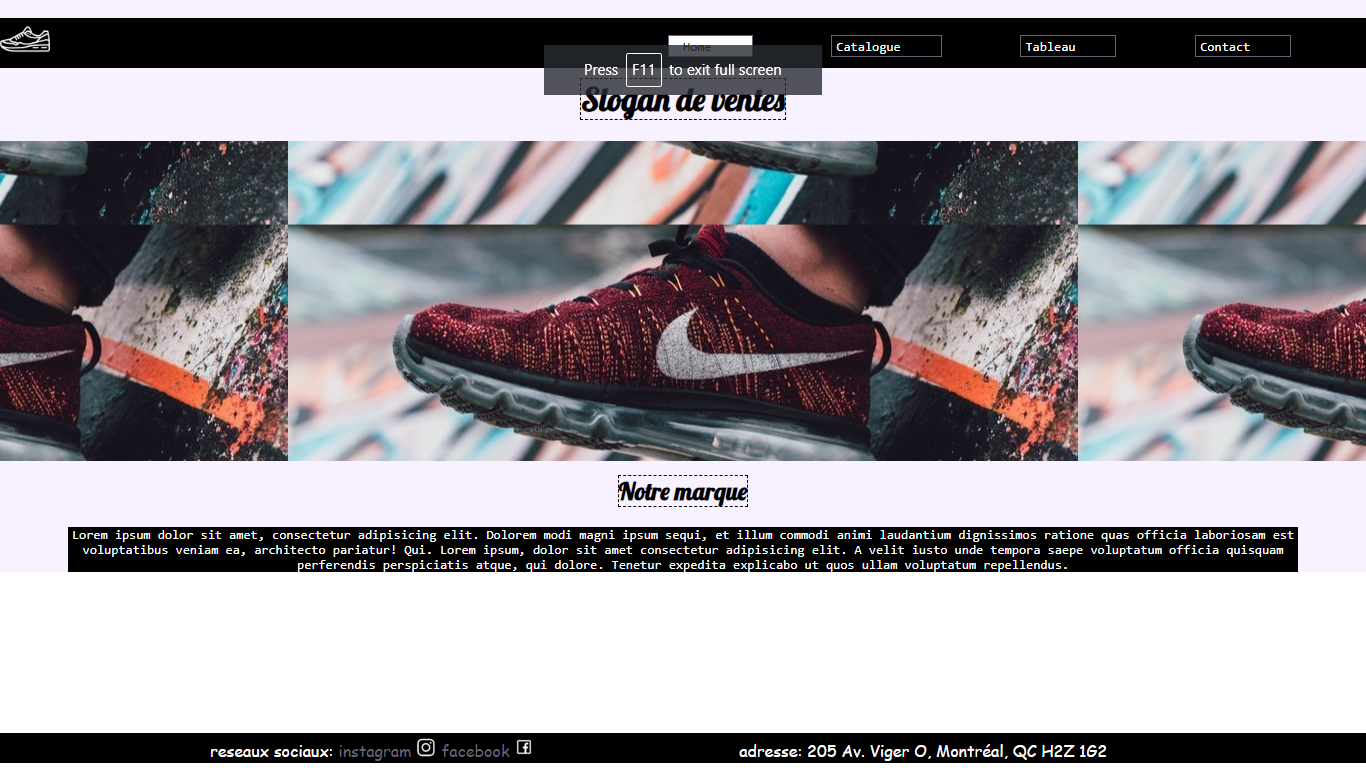 Home
Catalogue
Tableau
Contact
Press F11 to exit full screen
Slogan de ventes
Notre marque
Lorem ipsum dolor sit amet, consectetur adipisicing elit. Dolorem modi magni ipsum sequi, et illum commodi animi laudantium dignissimos ratione quas officia laboriosam est
voluptatibus veniam ea, architecto pariatur! Qui. Lorem ipsum, dolor sit amet consectetur adipisicing elit. A velit iusto unde tempora saepe voluptatum officia quisquam
perferendis perspiciatis atque, qui dolore. Tenetur expedita explicabo ut quos ullam voluptatum repellendus.
reseaux sociaux: instagram facebook
adresse: 205 Av. Viger O, Montréal, QC H2Z 1G2